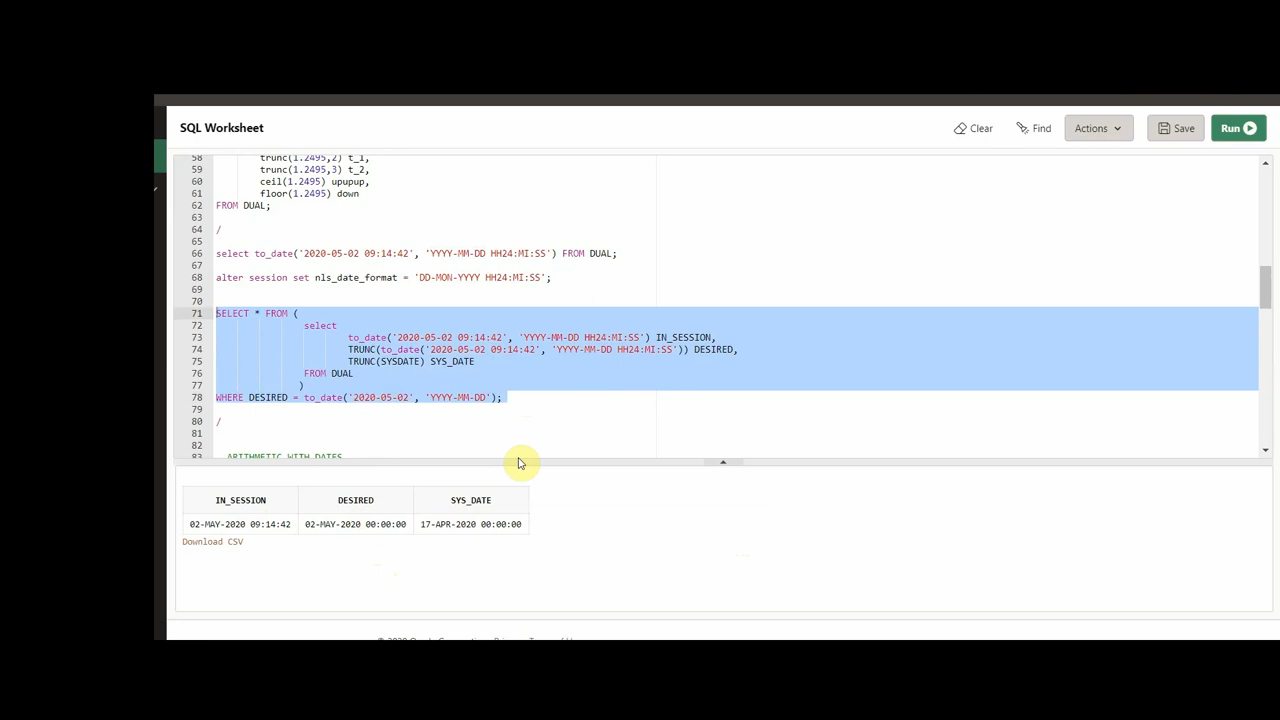 SQL Worksheet
Clear
Find
Actions
Save
Run
58 trunc(1.2495,2) t_1,
59 trunc(1.2495,3) t_2,
60 ceil(1.2495) upupup,
61 floor(1.2495) down
62 FROM DUAL;
63
64 /
65
66 select to_date('2020-05-02 09:14:42', 'YYYY-MM-DD HH24:MI:SS') FROM DUAL;
67
68 alter session set nls_date_format = 'DD-MON-YYYY HH24:MI:SS';
69
70
71 SELECT * FROM (
72 select
73 to_date('2020-05-02 09:14:42', 'YYYY-MM-DD HH24:MI:SS') IN_SESSION,
74 TRUNC(to_date('2020-05-02 09:14:42', 'YYYY-MM-DD HH24:MI:SS')) DESIRED,
75 TRUNC(SYSDATE) SYS_DATE
76 FROM DUAL
77 )
78 WHERE DESIRED = to_date('2020-05-02', 'YYYY-MM-DD');
79
80 /
81
82
83 ARITHMETIC WITH DATES
IN_SESSION DESIRED SYS_DATE
02-MAY-2020 09:14:42 02-MAY-2020 00:00:00 17-APR-2020 00:00:00
Download CSV